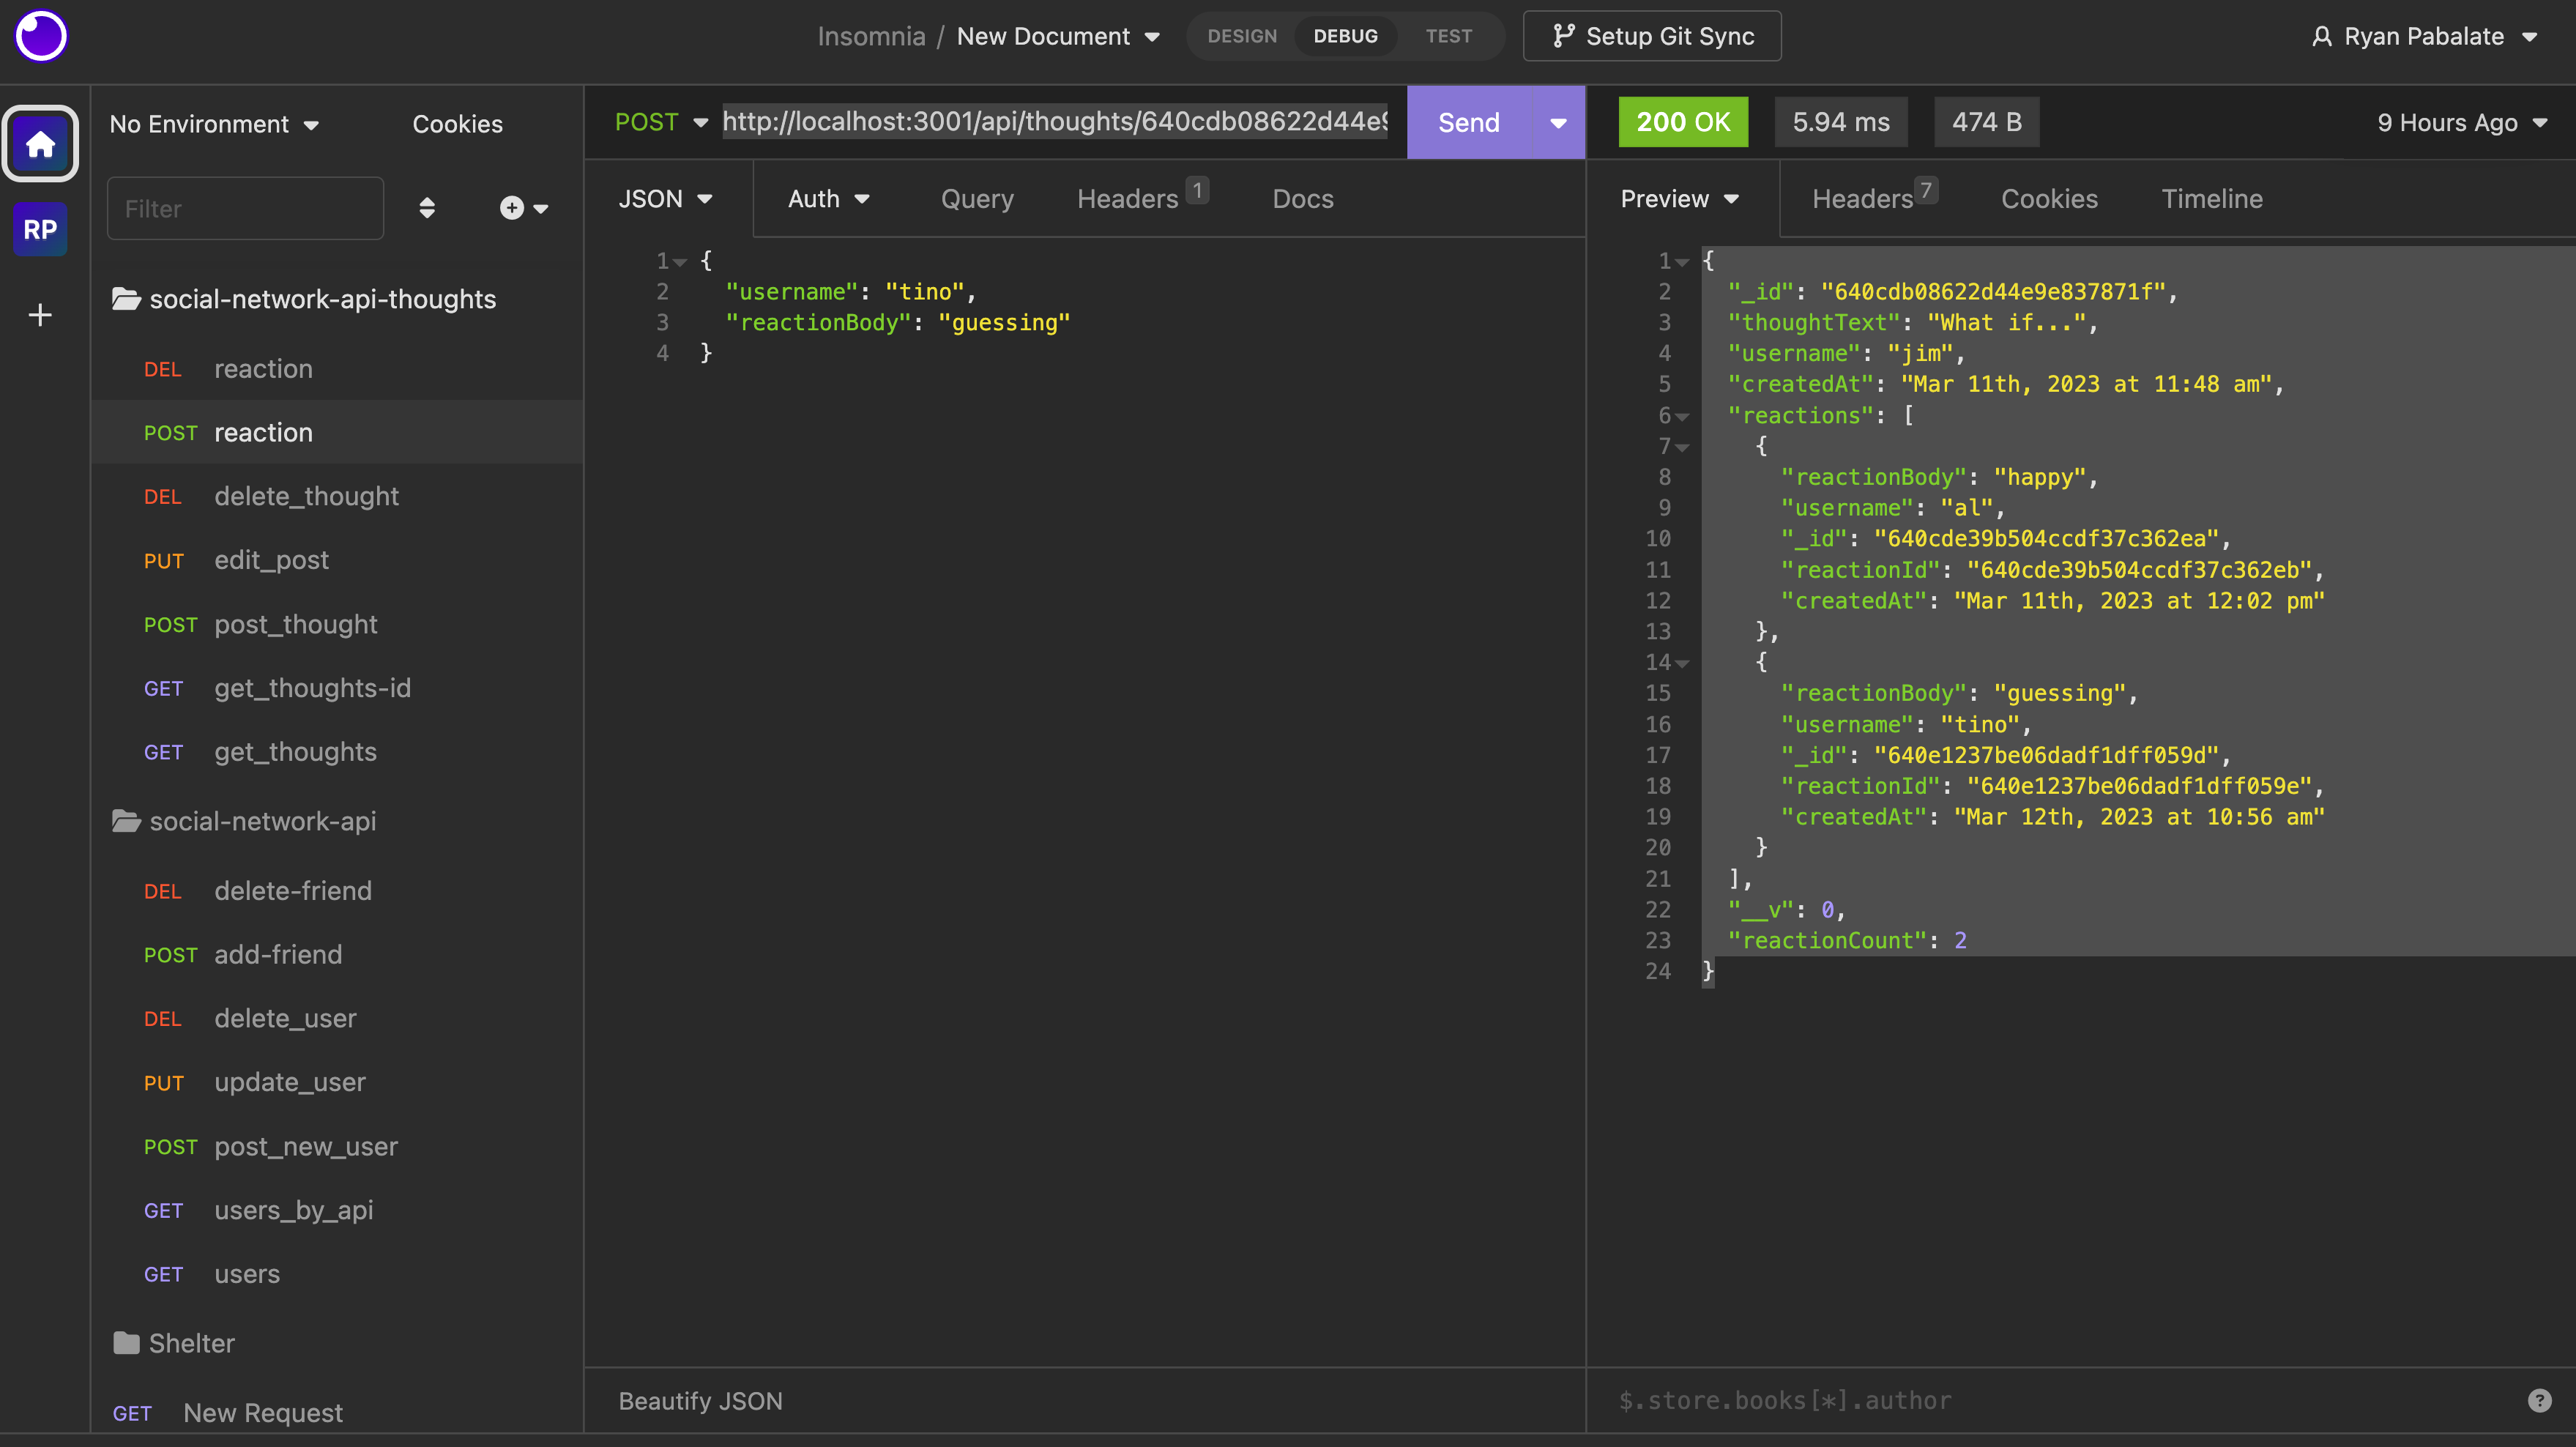 Insomnia / New Document
DESIGN DEBUG TEST
Setup Git Sync
Ryan Pabalate
RP
No Environment
Cookies
Filter
social-network-api-thoughts
DEL reaction
POST reaction
DEL delete_thought
PUT edit_post
POST post_thought
GET get_thoughts-id
GET get_thoughts
social-network-api
DEL delete-friend
POST add-friend
DEL delete_user
PUT update_user
POST post_new_user
GET users_by_api
GET users
Shelter
GET New Request
POST http://localhost:3001/api/thoughts/640cdb08622d44e9 Send
JSON Auth Query Headers 1 Docs
1 {
2 "username": "tino",
3 "reactionBody": "guessing"
4 }
Beautify JSON
200 OK 5.94 ms 474 B 9 Hours Ago
Preview Headers 7 Cookies Timeline
1 {
2 "_id": "640cdb08622d44e9e837871f",
3 "thoughtText": "What if...",
4 "username": "jim",
5 "createdAt": "Mar 11th, 2023 at 11:48 am",
6 "reactions": [
7 {
8 "reactionBody": "happy",
9 "username": "al",
10 "_id": "640cde39b504ccdf37c362ea",
11 "reactionId": "640cde39b504ccdf37c362eb",
12 "createdAt": "Mar 11th, 2023 at 12:02 pm"
13 },
14 {
15 "reactionBody": "guessing",
16 "username": "tino",
17 "_id": "640e1237be06dadf1dff059d",
18 "reactionId": "640e1237be06dadf1dff059e",
19 "createdAt": "Mar 12th, 2023 at 10:56 am"
20 }
21 ],
22 "__v": 0,
23 "reactionCount": 2
24 }
$.store.books[*].author
?